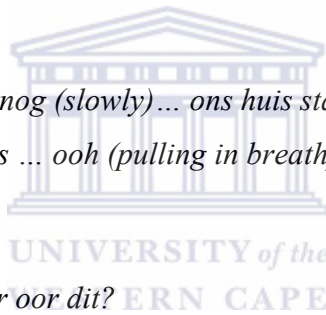 nog (slowly)… ons huis sta
s … ooh (pulling in breath
UNIVERSITY of the
r oor dit?
ERN CAPE